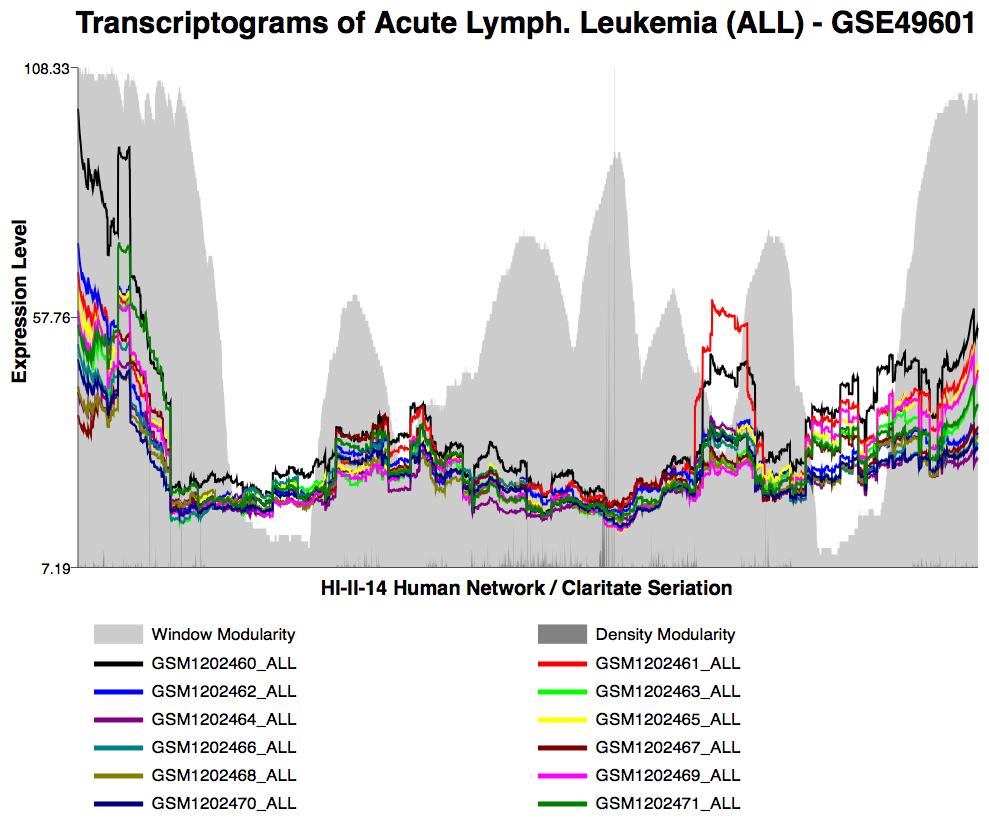 Transcriptograms of Acute Lymph. Leukemia (ALL) - GSE49601
108.33
57.76
7.19
Expression Level
HI-II-14 Human Network / Claritate Seriation
Window Modularity
Density Modularity
GSM1202460_ALL
GSM1202461_ALL
GSM1202462_ALL
GSM1202463_ALL
GSM1202464_ALL
GSM1202465_ALL
GSM1202466_ALL
GSM1202467_ALL
GSM1202468_ALL
GSM1202469_ALL
GSM1202470_ALL
GSM1202471_ALL